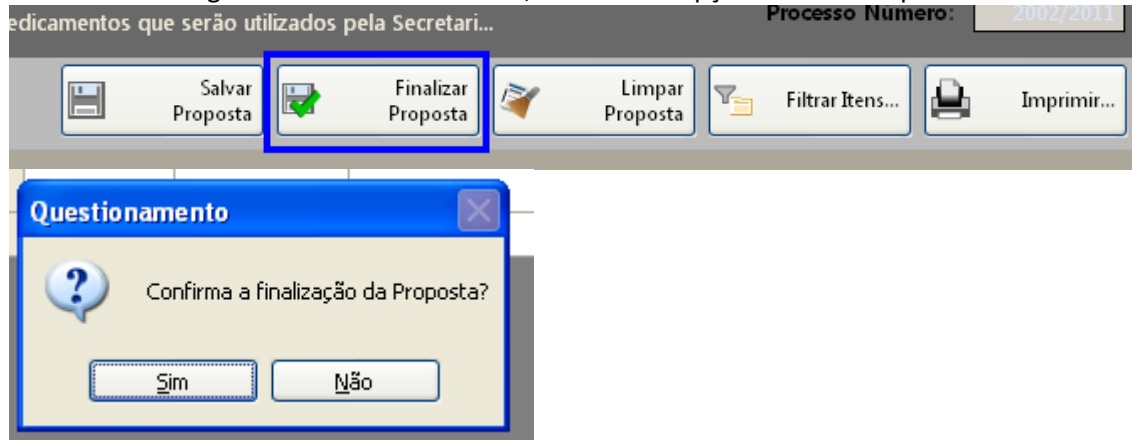 edicamentos que serão utilizados pela Secretari...
Processo Número: 2002/2011
Salvar
Proposta
Finalizar
Proposta
Limpar
Proposta
Filtrar Itens...
Imprimir...
Questionamento
Confirma a finalização da Proposta?
Sim
Não